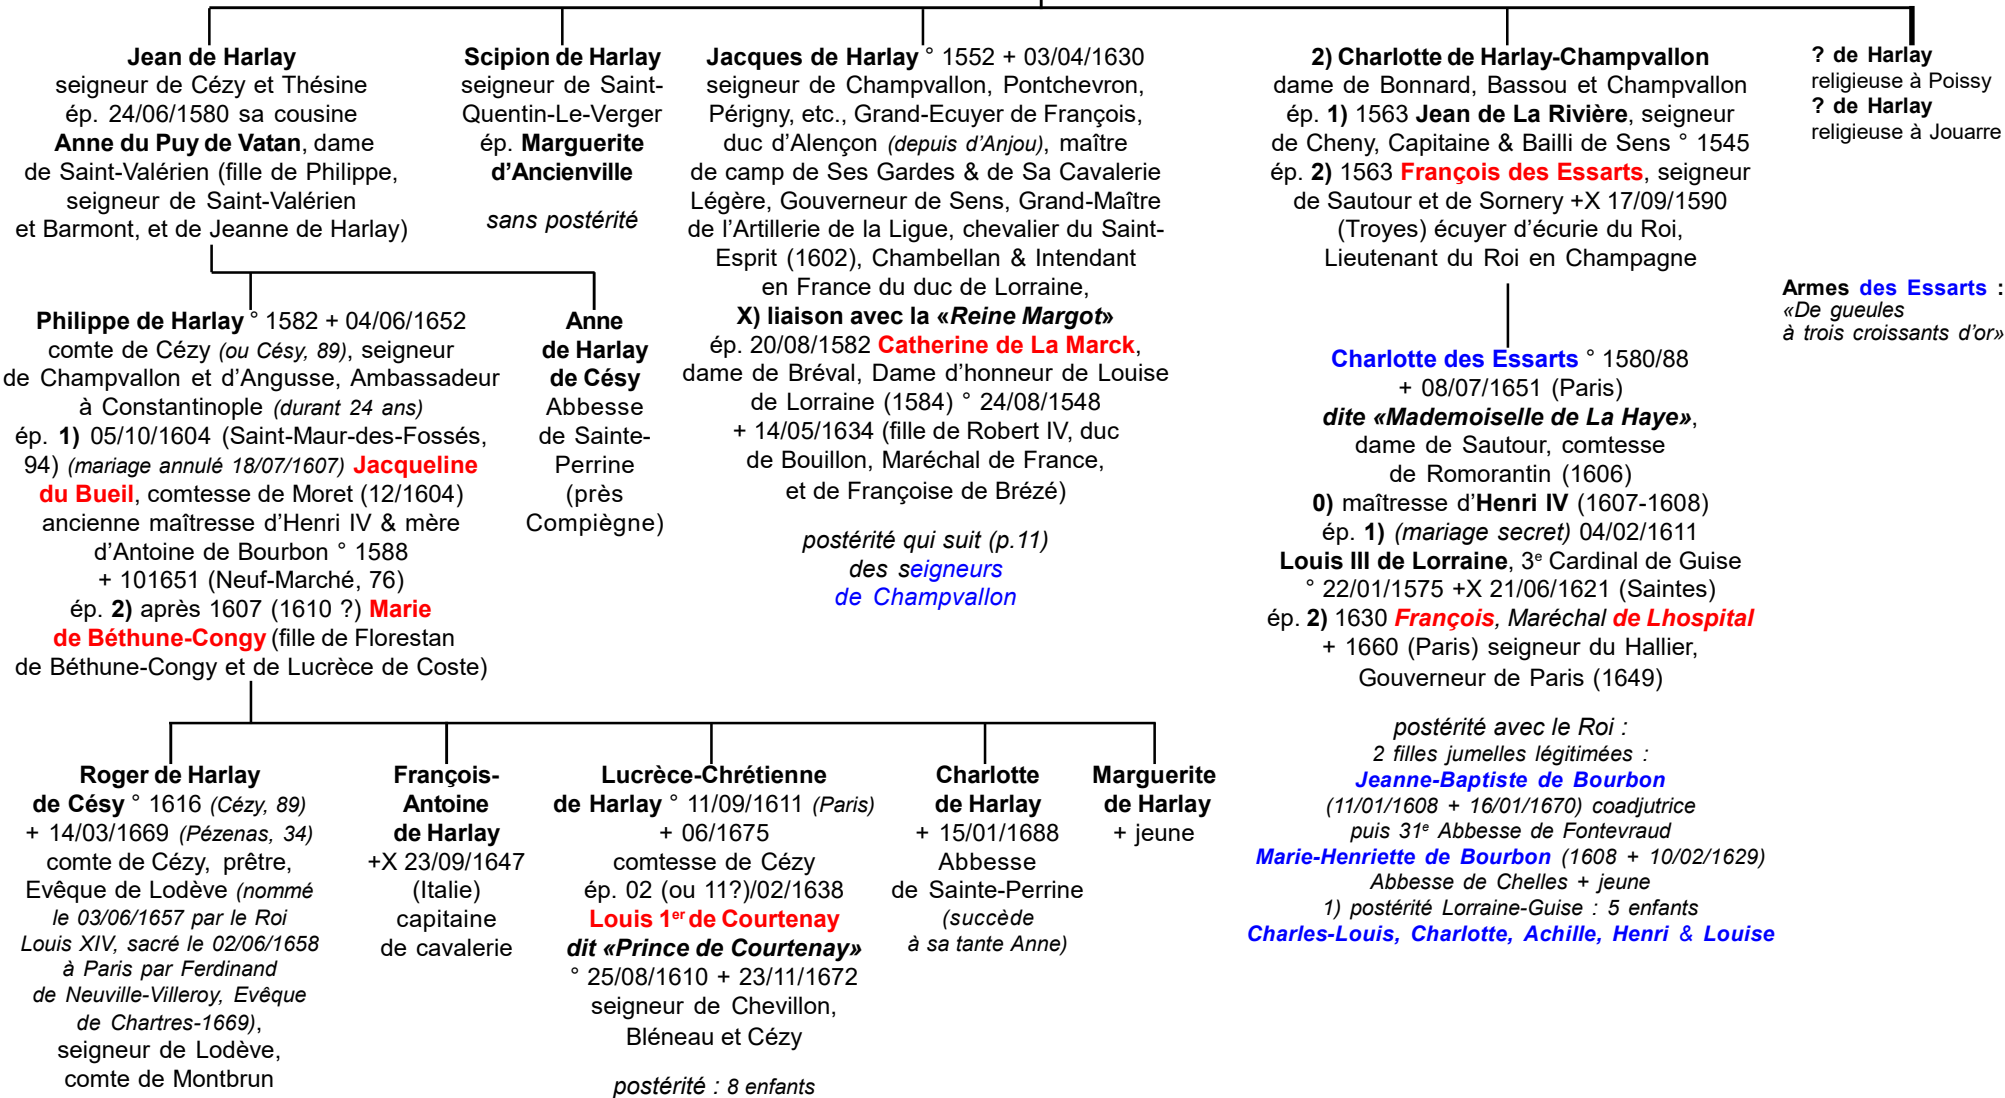 Jean de Harlay
seigneur de Cézy et Thésine
ép. 24/06/1580 sa cousine
Anne du Puy de Vatan, dame
de Saint-Valérien (fille de Philippe,
seigneur de Saint-Valérien
et Barmont, et de Jeanne de Harlay)
Scipion de Harlay
seigneur de Saint-
Quentin-Le-Verger
ép. Marguerite
d’Ancienville
sans postérité
Jacques de Harlay ° 1552 + 03/04/1630
seigneur de Champvallon, Pontchevron,
Périgny, etc., Grand-Ecuyer de François,
duc d’Alençon (depuis d’Anjou), maître
de camp de Ses Gardes & de Sa Cavalerie
Légère, Gouverneur de Sens, Grand-Maître
de l’Artillerie de la Ligue, chevalier du Saint-
Esprit (1602), Chambellan & Intendant
en France du duc de Lorraine,
X) liaison avec la «Reine Margot»
ép. 20/08/1582 Catherine de La Marck,
dame de Bréval, Dame d’honneur de Louise
de Lorraine (1584) ° 24/08/1548
+ 14/05/1634 (fille de Robert IV, duc
de Bouillon, Maréchal de France,
et de Françoise de Brézé)
postérité qui suit (p.11)
des seigneurs
de Champvallon
2) Charlotte de Harlay-Champvallon
dame de Bonnard, Bassou et Champvallon
ép. 1) 1563 Jean de La Rivière, seigneur
de Cheny, Capitaine & Bailli de Sens ° 1545
ép. 2) 1563 François des Essarts, seigneur
de Sautour et de Sornery +X 17/09/1590
(Troyes) écuyer d’écurie du Roi,
Lieutenant du Roi en Champagne
? de Harlay
religieuse à Poissy
? de Harlay
religieuse à Jouarre
Armes des Essarts :
«De gueules
à trois croissants d’or»
Philippe de Harlay ° 1582 + 04/06/1652
comte de Cézy (ou Césy, 89), seigneur
de Champvallon et d’Angusse, Ambassadeur
à Constantinople (durant 24 ans)
ép. 1) 05/10/1604 (Saint-Maur-des-Fossés,
94) (mariage annulé 18/07/1607) Jacqueline
du Bueil, comtesse de Moret (12/1604)
ancienne maîtresse d’Henri IV & mère
d’Antoine de Bourbon ° 1588
+ 101651 (Neuf-Marché, 76)
ép. 2) après 1607 (1610 ?) Marie
de Béthune-Congy (fille de Florestan
de Béthune-Congy et de Lucrèce de Coste)
Anne
de Harlay
de Césy
Abbesse
de Sainte-
Perrine
(près
Compiègne)
Charlotte des Essarts ° 1580/88
+ 08/07/1651 (Paris)
dite «Mademoiselle de La Haye»,
dame de Sautour, comtesse
de Romorantin (1606)
0) maîtresse d’Henri IV (1607-1608)
ép. 1) (mariage secret) 04/02/1611
Louis III de Lorraine, 3e Cardinal de Guise
° 22/01/1575 +X 21/06/1621 (Saintes)
ép. 2) 1630 François, Maréchal de Lhospital
+ 1660 (Paris) seigneur du Hallier,
Gouverneur de Paris (1649)
postérité avec le Roi :
2 filles jumelles légitimées :
Jeanne-Baptiste de Bourbon
(11/01/1608 + 16/01/1670) coadjutrice
puis 31e Abbesse de Fontevraud
Marie-Henriette de Bourbon (1608 + 10/02/1629)
Abbesse de Chelles + jeune
1) postérité Lorraine-Guise : 5 enfants
Charles-Louis, Charlotte, Achille, Henri & Louise
Roger de Harlay
de Césy ° 1616 (Cézy, 89)
+ 14/03/1669 (Pézenas, 34)
comte de Cézy, prêtre,
Evêque de Lodève (nommé
le 03/06/1657 par le Roi
Louis XIV, sacré le 02/06/1658
à Paris par Ferdinand
de Neuville-Villeroy, Evêque
de Chartres-1669),
seigneur de Lodève,
comte de Montbrun
François-
Antoine
de Harlay
+X 23/09/1647
(Italie)
capitaine
de cavalerie
Lucrèce-Chrétienne
de Harlay ° 11/09/1611 (Paris)
+ 06/1675
comtesse de Cézy
ép. 02 (ou 11?)/02/1638
Louis 1er de Courtenay
dit «Prince de Courtenay»
° 25/08/1610 + 23/11/1672
seigneur de Chevillon,
Bléneau et Cézy
postérité : 8 enfants
Charlotte
de Harlay
+ 15/01/1688
Abbesse
de Sainte-Perrine
(succède
à sa tante Anne)
Marguerite
de Harlay
+ jeune